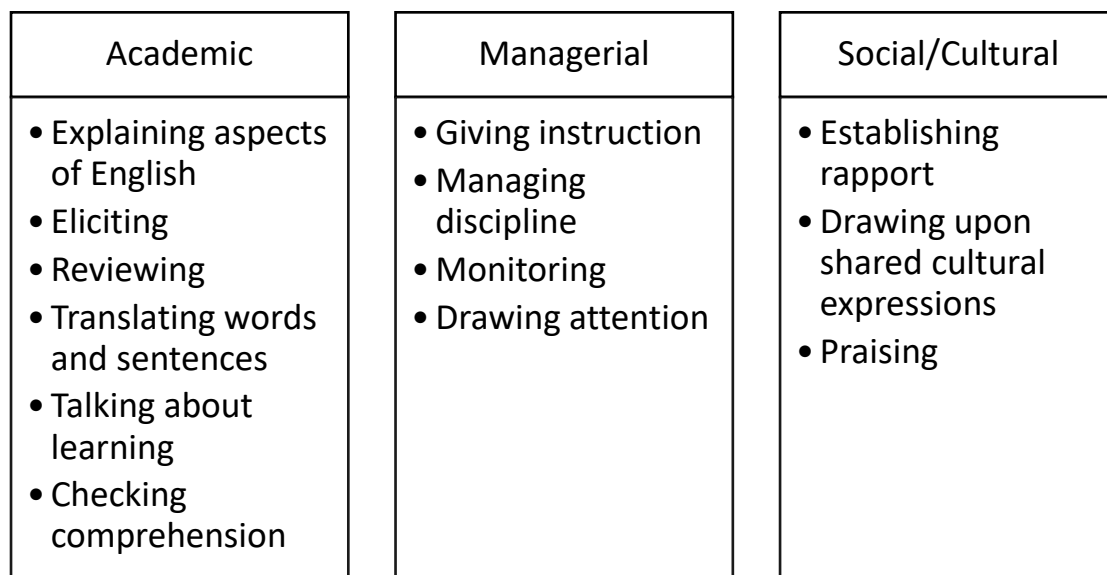 Academic
• Explaining aspects
of English
• Eliciting
• Reviewing
• Translating words
and sentences
• Talking about
learning
• Checking
comprehension
Managerial
• Giving instruction
• Managing
discipline
• Monitoring
• Drawing attention
Social/Cultural
• Establishing
rapport
• Drawing upon
shared cultural
expressions
• Praising